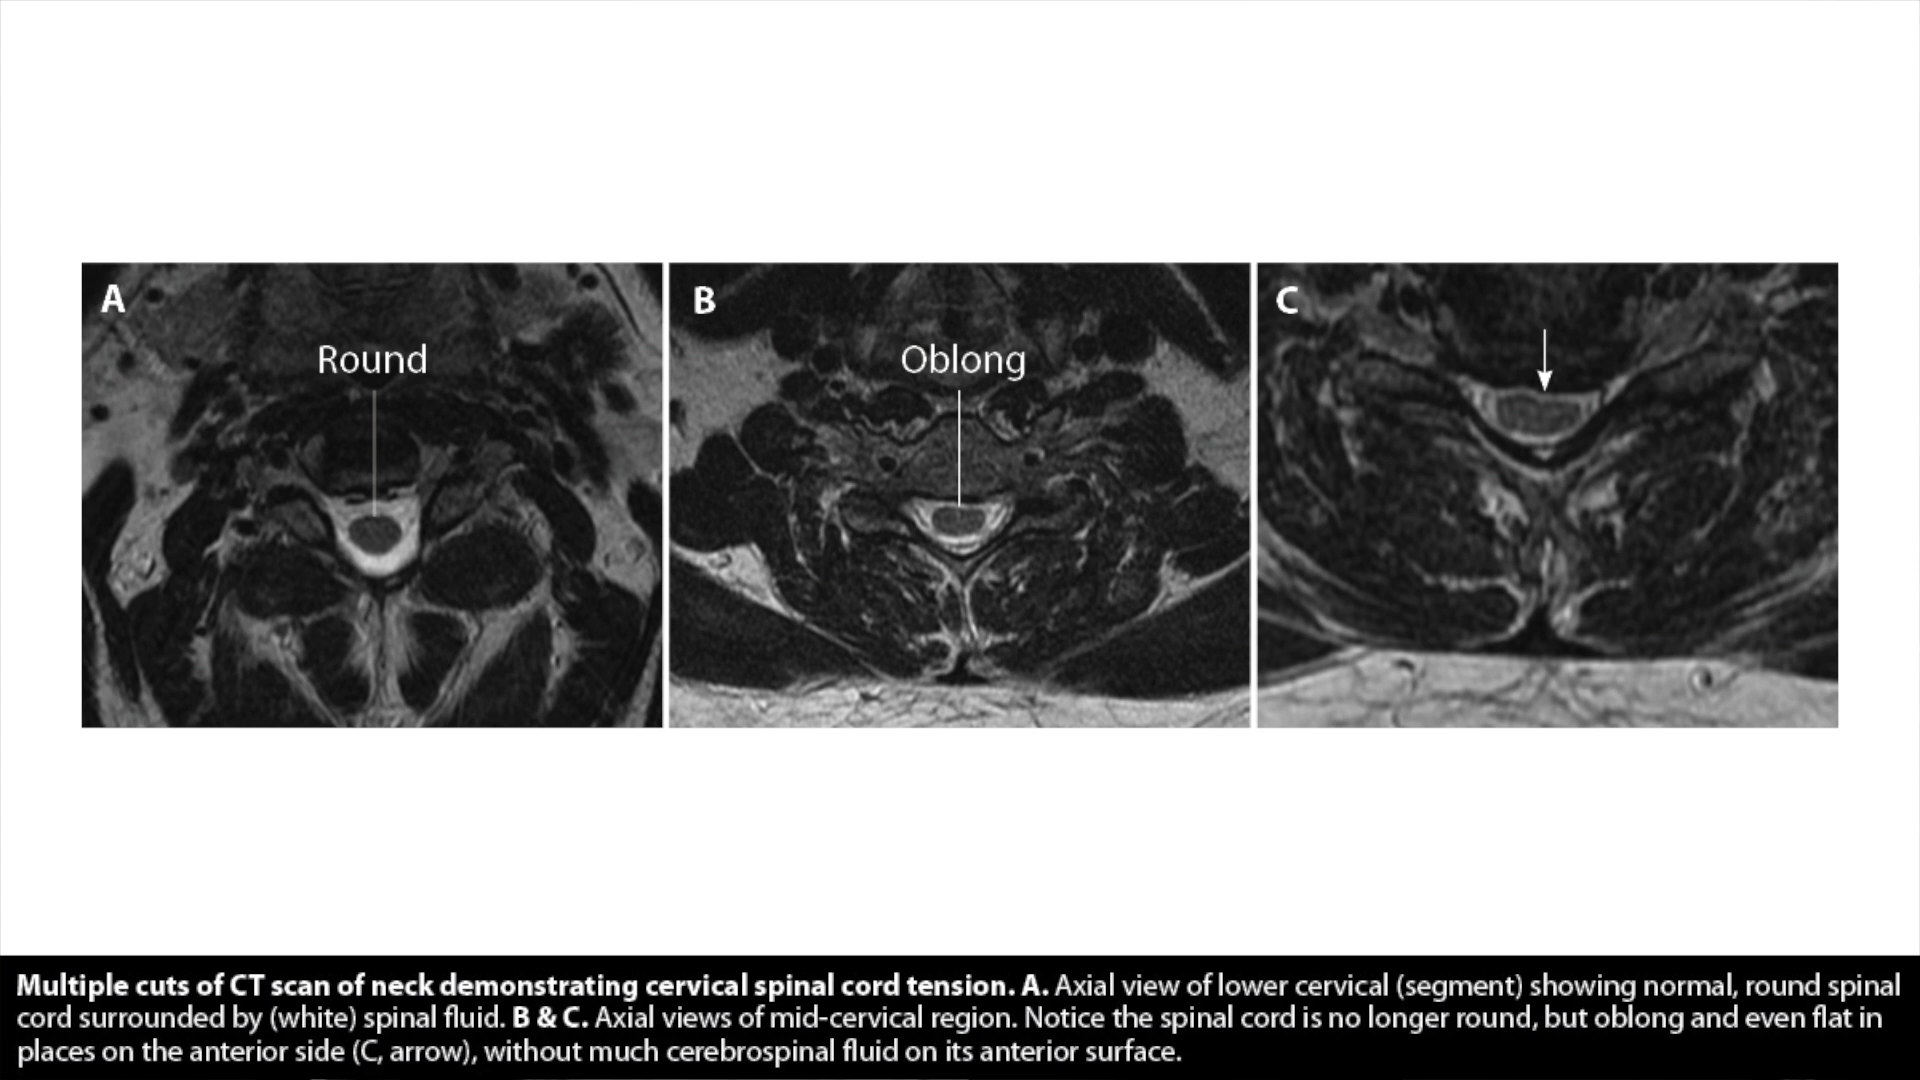 A
B
C
Round
Oblong
Multiple cuts of CT scan of neck demonstrating cervical spinal cord tension. A. Axial view of lower cervical (segment) showing normal, round spinal
cord surrounded by (white) spinal fluid. B & C. Axial views of mid-cervical region. Notice the spinal cord is no longer round, but oblong and even flat in
places on the anterior side (C, arrow), without much cerebrospinal fluid on its anterior surface.